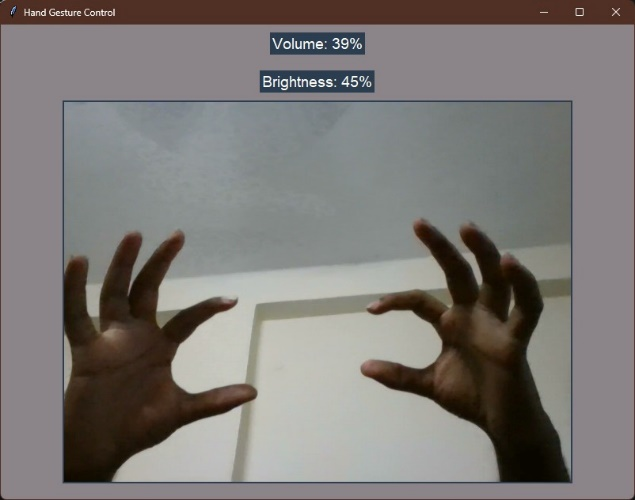 Hand Gesture Control
Volume: 39%
Brightness: 45%